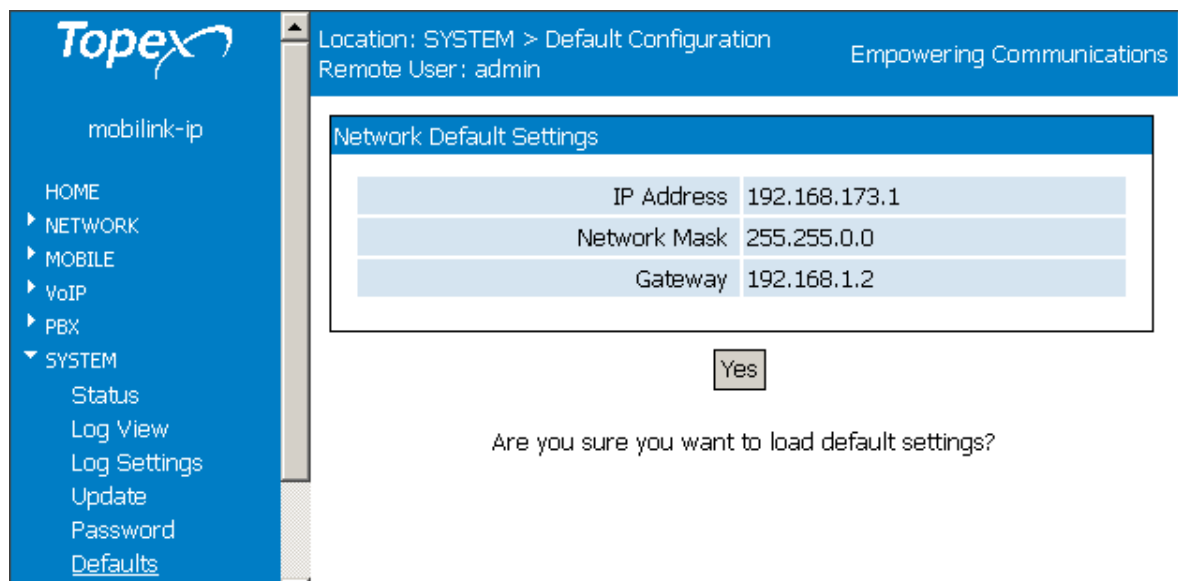 Topex
mobilink-ip
HOME
NETWORK
MOBILE
VoIP
PBX
SYSTEM
Status
Log View
Log Settings
Update
Password
Defaults
Location: SYSTEM > Default Configuration
Remote User: admin
Empowering Communications
Network Default Settings
IP Address 192.168.173.1
Network Mask 255.255.0.0
Gateway 192.168.1.2
Yes
Are you sure you want to load default settings?